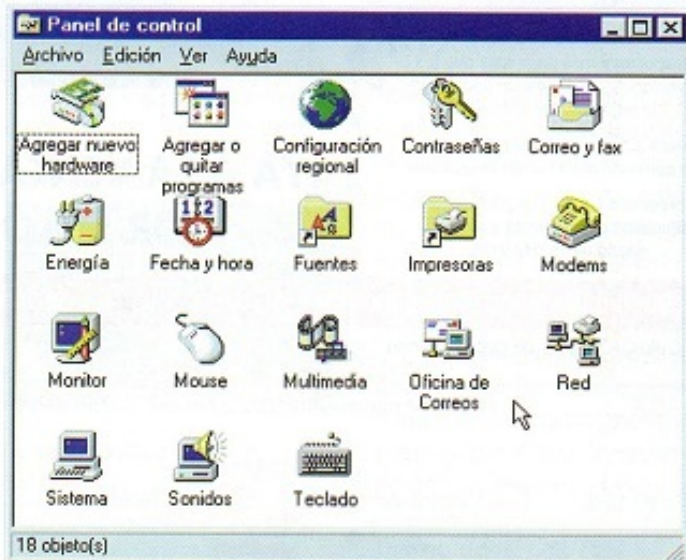 Panel de control
Archivo Edición Ver Ayuda
Agregar nuevo hardware
Agregar o quitar programas
Configuración regional
Contraseñas
Correo y fax
Energía
Fecha y hora
Fuentes
Impresoras
Modems
Monitor
Mouse
Multimedia
Oficina de Correos
Red
Sistema
Sonidos
Teclado
18 objeto(s)